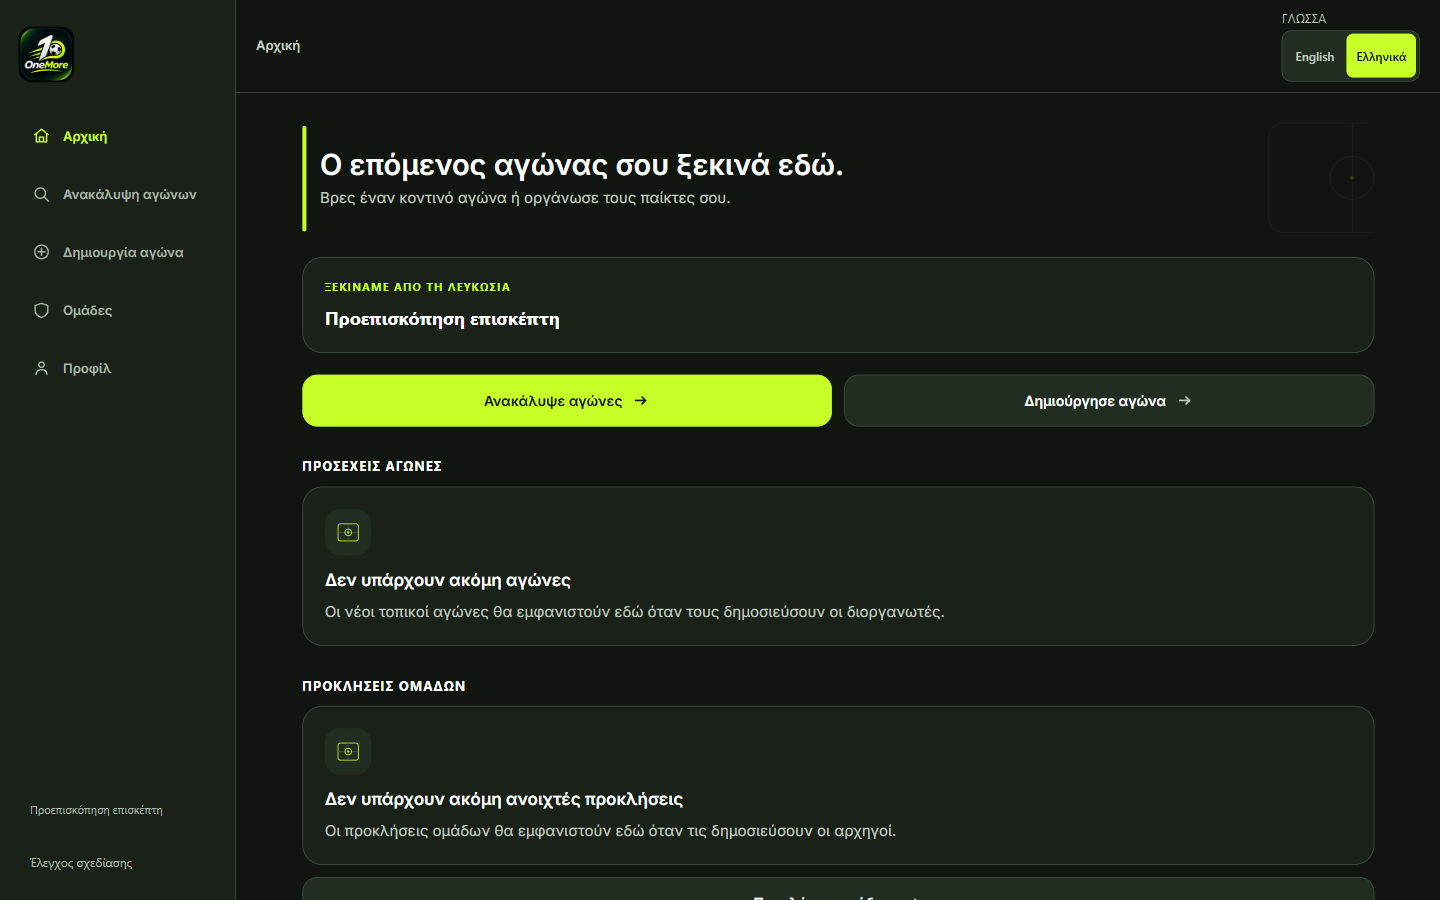 OneMore
Αρχική
Ανακάλυψη αγώνων
Δημιουργία αγώνα
Ομάδες
Προφίλ
Προεπισκόπηση επισκέπτη
Έλεγχος σχεδίασης
Αρχική
ΓΛΩΣΣΑ
English
Ελληνικά
Ο επόμενος αγώνας σου ξεκινά εδώ.
Βρες έναν κοντινό αγώνα ή οργάνωσε τους παίκτες σου.
ΞΕΚΙΝΑΜΕ ΑΠΟ ΤΗ ΛΕΥΚΩΣΙΑ
Προεπισκόπηση επισκέπτη
Ανακάλυψε αγώνες →
Δημιούργησε αγώνα →
ΠΡΟΣΕΧΕΙΣ ΑΓΩΝΕΣ
Δεν υπάρχουν ακόμη αγώνες
Οι νέοι τοπικοί αγώνες θα εμφανιστούν εδώ όταν τους δημοσιεύσουν οι διοργανωτές.
ΠΡΟΚΛΗΣΕΙΣ ΟΜΑΔΩΝ
Δεν υπάρχουν ακόμη ανοιχτές προκλήσεις
Οι προκλήσεις ομάδων θα εμφανιστούν εδώ όταν τις δημοσιεύσουν οι αρχηγοί.